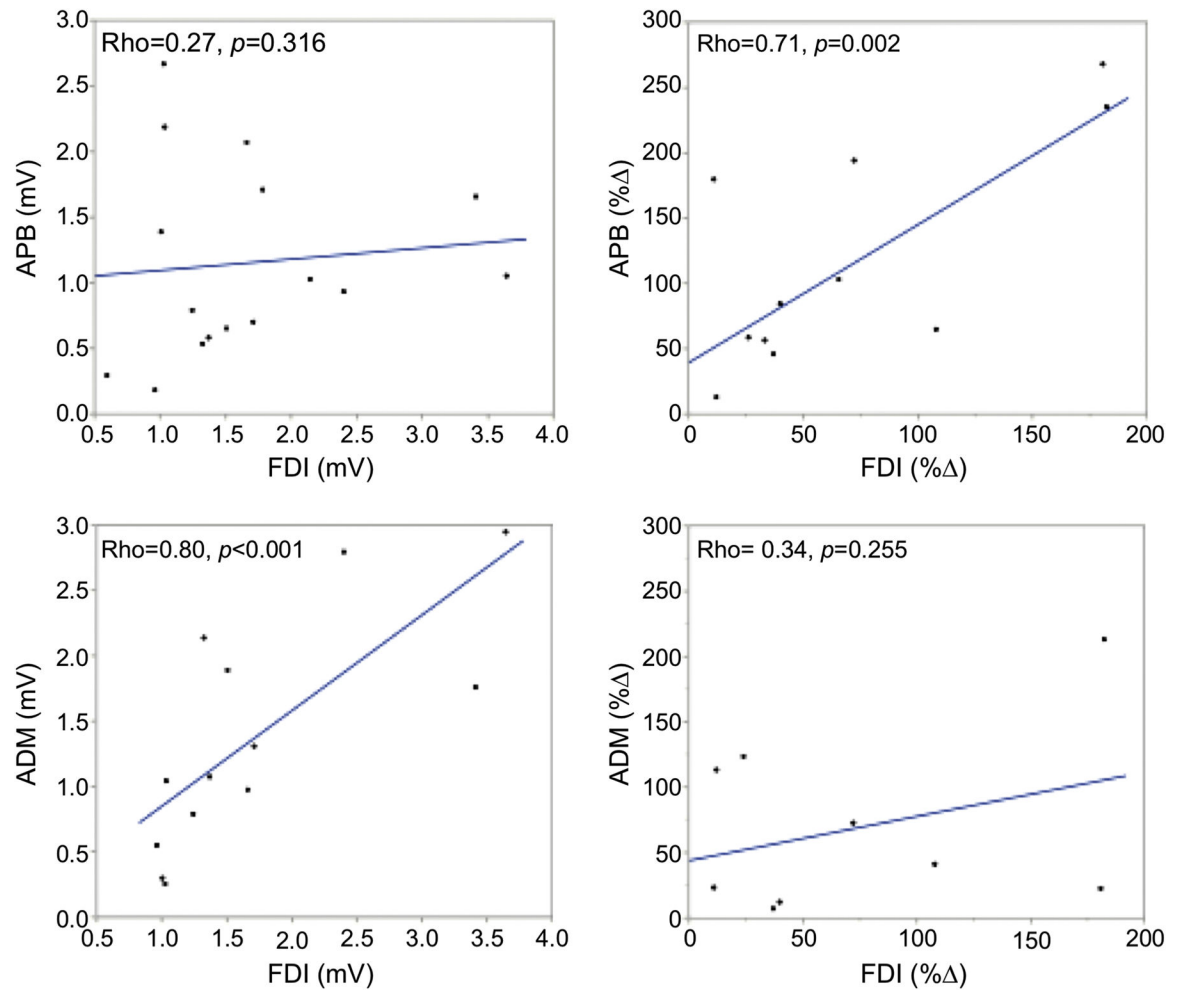 Rho=0.27, p=0.316
3.0
2.5
2.0
1.5
1.0
0.5
0.0
APB (mV)
0.5 1.0 1.5 2.0 2.5 3.0 3.5 4.0
FDI (mV)
Rho=0.71, p=0.002
300
250
200
150
100
50
0
APB (%Δ)
0 50 100 150 200
FDI (%Δ)
Rho=0.80, p<0.001
3.0
2.5
2.0
1.5
1.0
0.5
0.0
ADM (mV)
0.5 1.0 1.5 2.0 2.5 3.0 3.5 4.0
FDI (mV)
Rho= 0.34, p=0.255
300
250
200
150
100
50
0
ADM (%Δ)
0 50 100 150 200
FDI (%Δ)